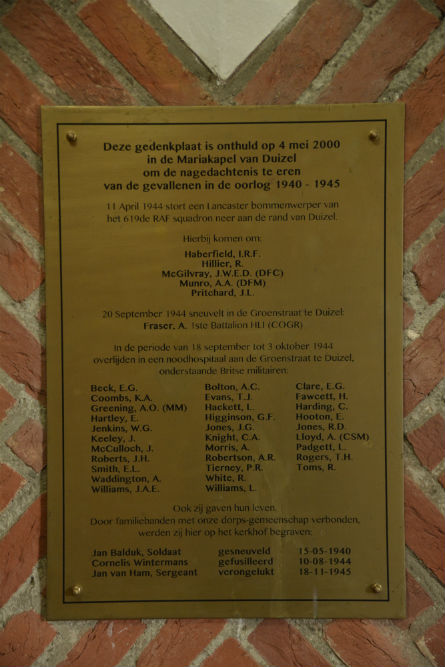 Deze gedenkplaat is onthuld op 4 mei 2000
in de Mariakapel van Duizel
om de nagedachtenis te eren
van de gevallenen in de oorlog 1940 - 1945
11 April 1944 stort een Lancaster bommenwerper van
het 619de RAF squadron neer aan de rand van Duizel.
Hierbij komen om:
Haberfield, I.R.F.
Hillier, R.
McGilvray, J.W.E.D. (DFC)
Munro, A.A. (DFM)
Pritchard, J.L.
20 September 1944 sneuvelt in de Groenstraat te Duizel:
Fraser, A. 1ste Battalion HLI (COGR)
In de periode van 18 september tot 3 oktober 1944
overlijden in een noodhospitaal aan de Groenstraat te Duizel,
onderstaande Britse militairen:
Beck, E.G. Bolton, A.C. Clare, E.G.
Coombs, K.A. Evans, T.J. Fawcett, H.
Greening, A.O. (MM) Hackett, L. Harding, C.
Hartley, E. Higginson, G.F. Hooton, E.
Jenkins, W.G. Jones, J.G. Jones, R.D.
Keeley, J. Knight, C.A. Lloyd, A. (CSM)
McCulloch, J. Morris, A. Padgett, L.
Roberts, J.H. Robertson, A.R. Rogers, T.H.
Smith, E.L. Tierney, P.R. Toms, R.
Waddington, A. White, R.
Williams, J.A.E. Williams, L.
Ook zij gaven hun leven.
Door familiebanden met onze dorps-gemeenschap verbonden,
werden zij hier op het kerkhof begraven:
Jan Balduk, Soldaat gesneuveld 15-05-1940
Cornelis Wintermans gefusilleerd 10-08-1944
Jan van Ham, Sergeant verongelukt 18-11-1945